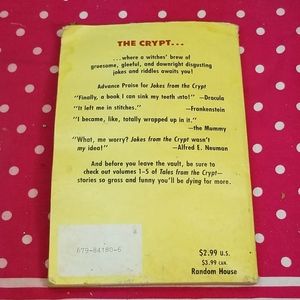 THE CRYPT...
...where a witches' brew of
gruesome, gleeful, and downright disgusting
jokes and riddles awaits you!
Advance Praise for Jokes from the Crypt
"Finally, a book I can sink my teeth into!" —Dracula
"It left me in stitches." —Frankenstein
"I became, like, totally wrapped up in it."
—the Mummy
"What, me worry? Jokes from the Crypt wasn't
my idea!" —Alfred E. Neuman
And before you leave the vault, be sure to
check out volumes 1–5 of Tales from the Crypt—
stories so gross and funny you'll be dying for more.
679-84180-6
$2.99 U.S.
$3.99 CAN.
Random House